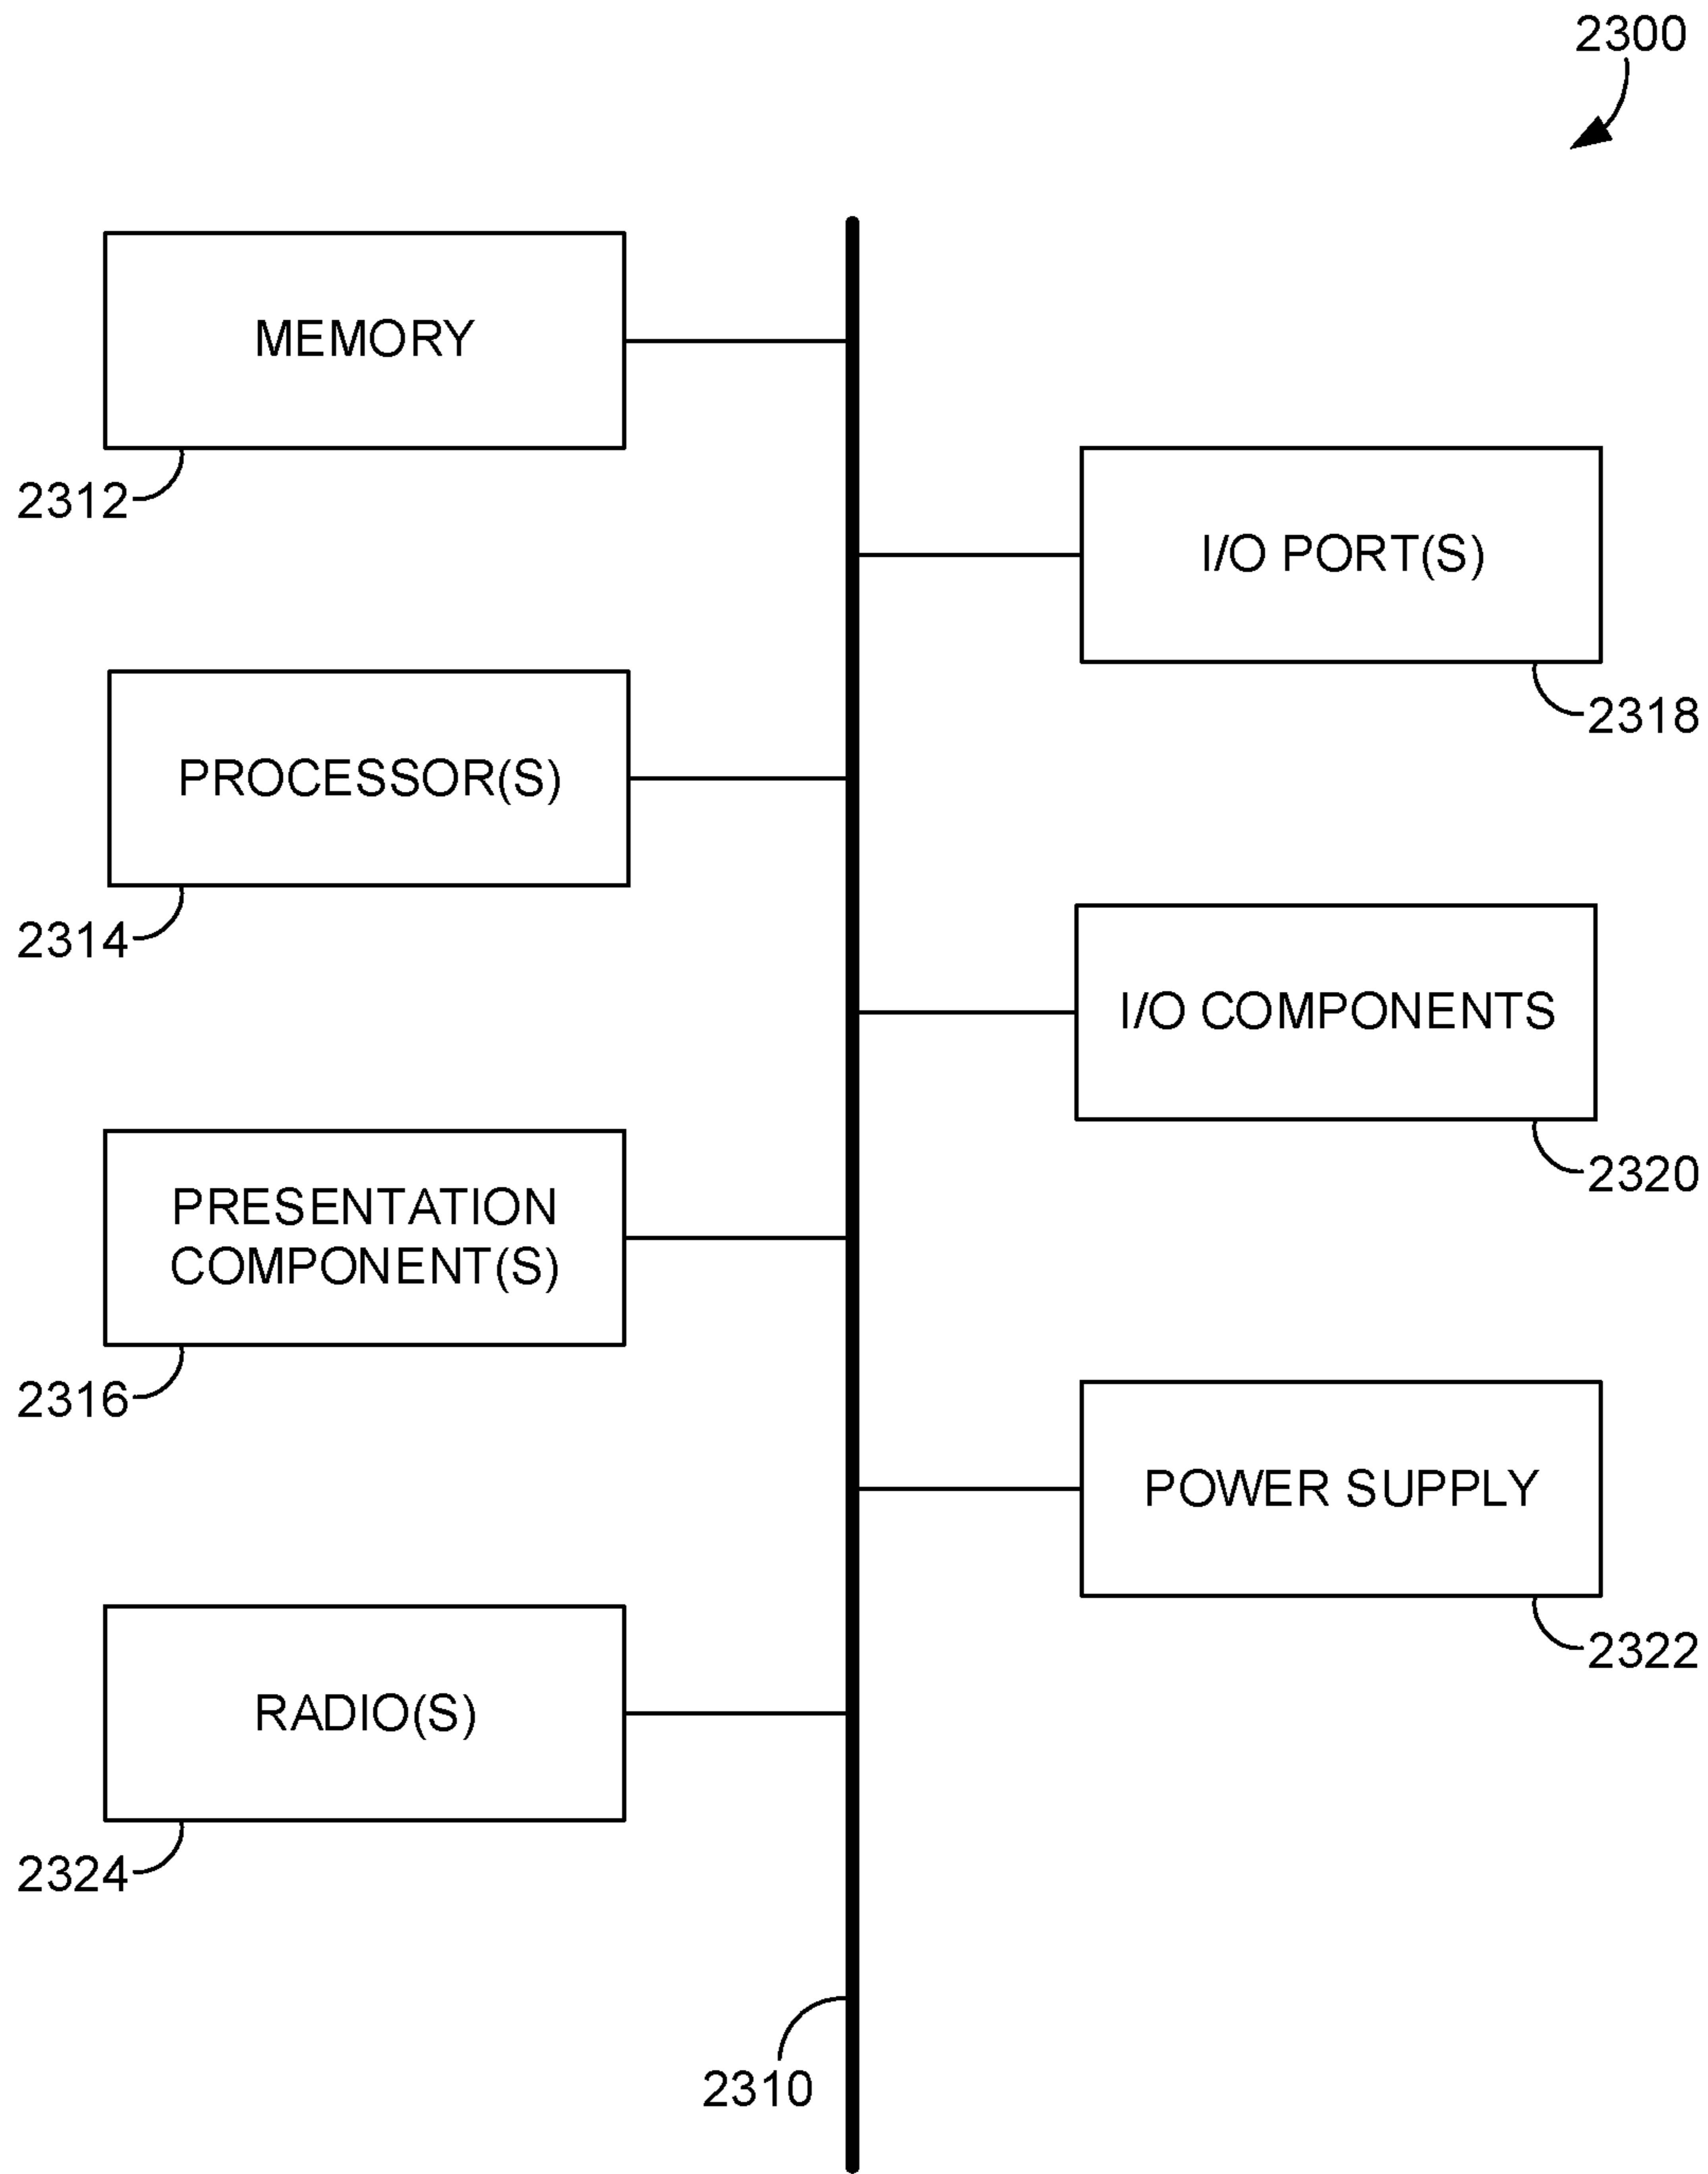 2300
MEMORY
2312
I/O PORT(S)
2318
PROCESSOR(S)
2314
I/O COMPONENTS
2320
PRESENTATION
COMPONENT(S)
2316
POWER SUPPLY
2322
RADIO(S)
2324
2310